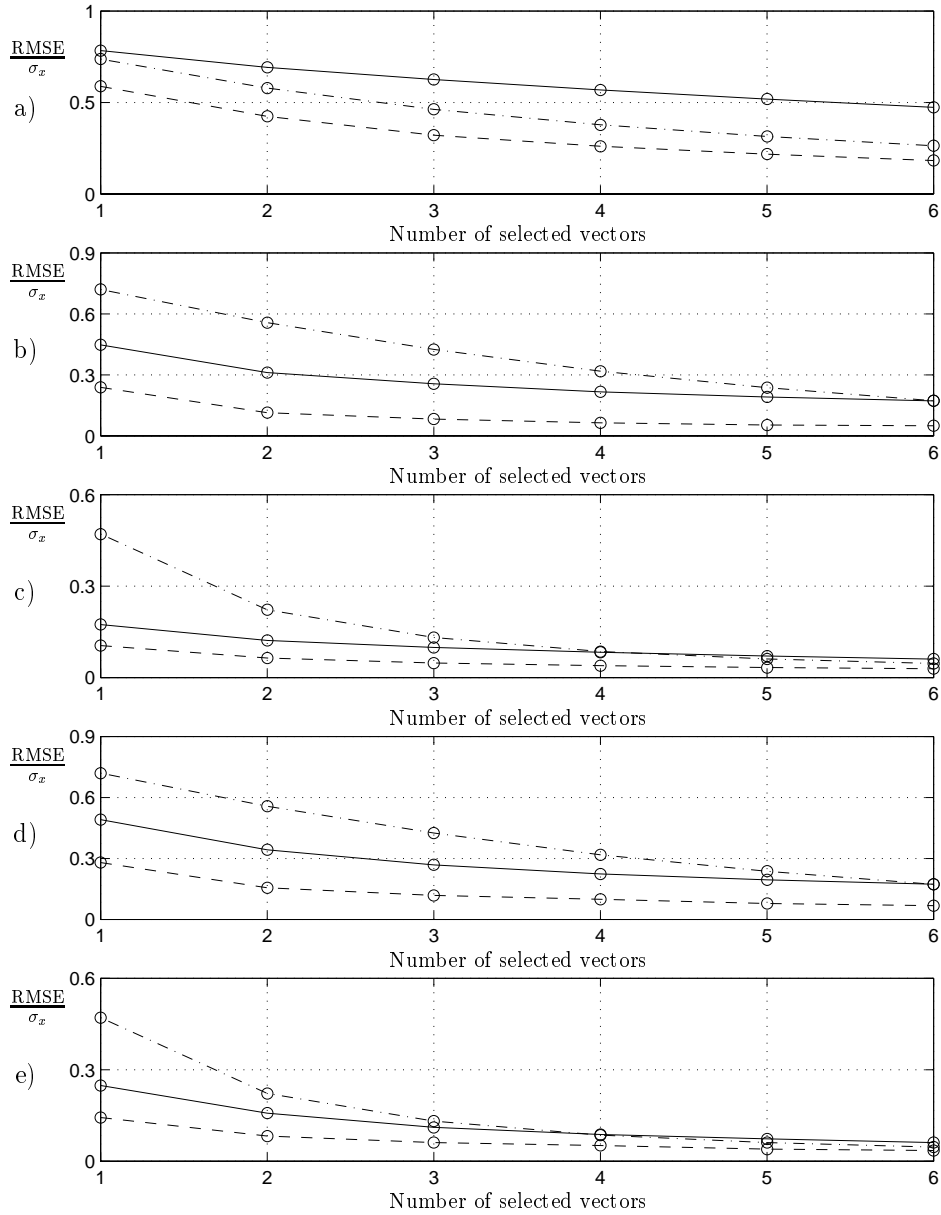 1
RMSE
σx
a)
0.5
0
1 2 3 4 5 6
Number of selected vectors
0.9
RMSE
σx
0.6
b)
0.3
0
1 2 3 4 5 6
Number of selected vectors
0.6
RMSE
σx
c)
0.3
0
1 2 3 4 5 6
Number of selected vectors
0.9
RMSE
σx
0.6
d)
0.3
0
1 2 3 4 5 6
Number of selected vectors
0.6
RMSE
σx
e)
0.3
0
1 2 3 4 5 6
Number of selected vectors